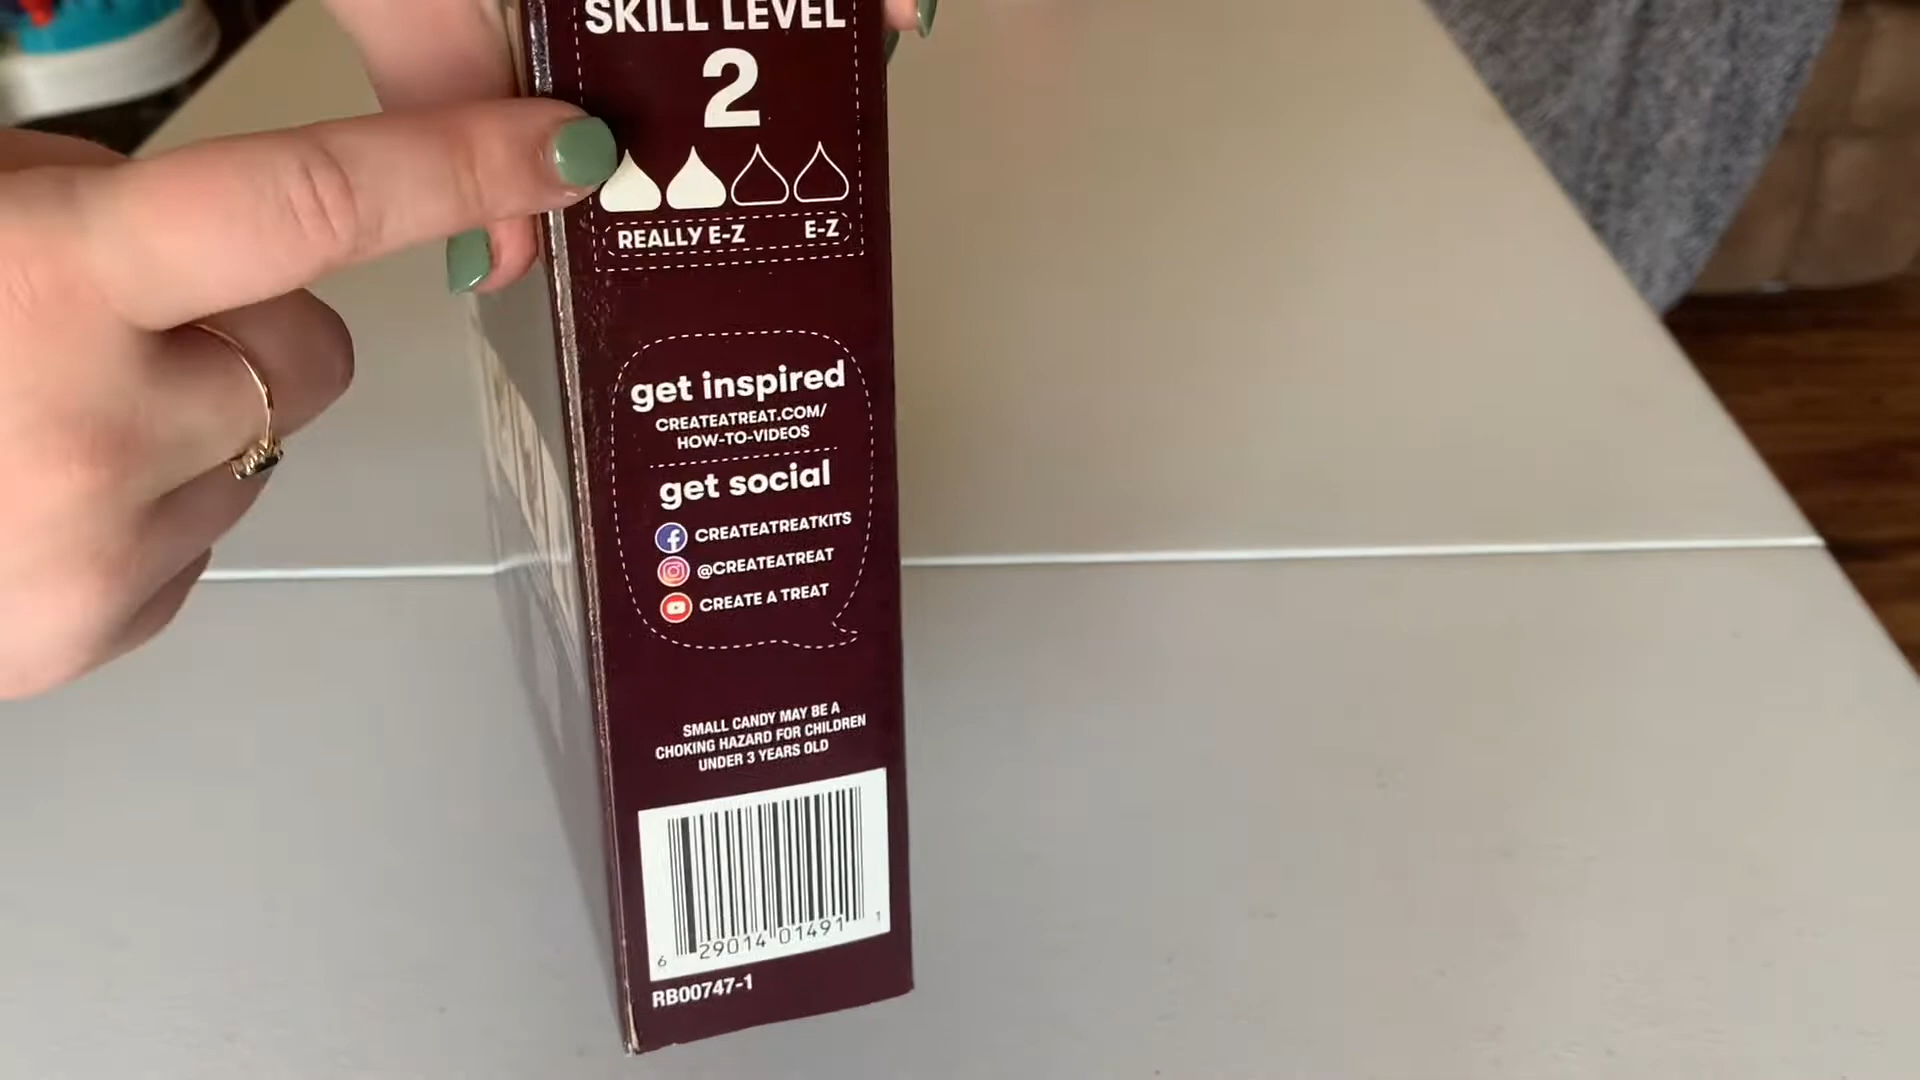 SKILL LEVEL
2
REALLY E-Z E-Z
get inspired
CREATEATREAT.COM/
HOW-TO-VIDEOS
get social
CREATEATREATKITS
@CREATEATREAT
CREATE A TREAT
SMALL CANDY MAY BE A
CHOKING HAZARD FOR CHILDREN
UNDER 3 YEARS OLD
6 29014 01491 1
RB00747-1